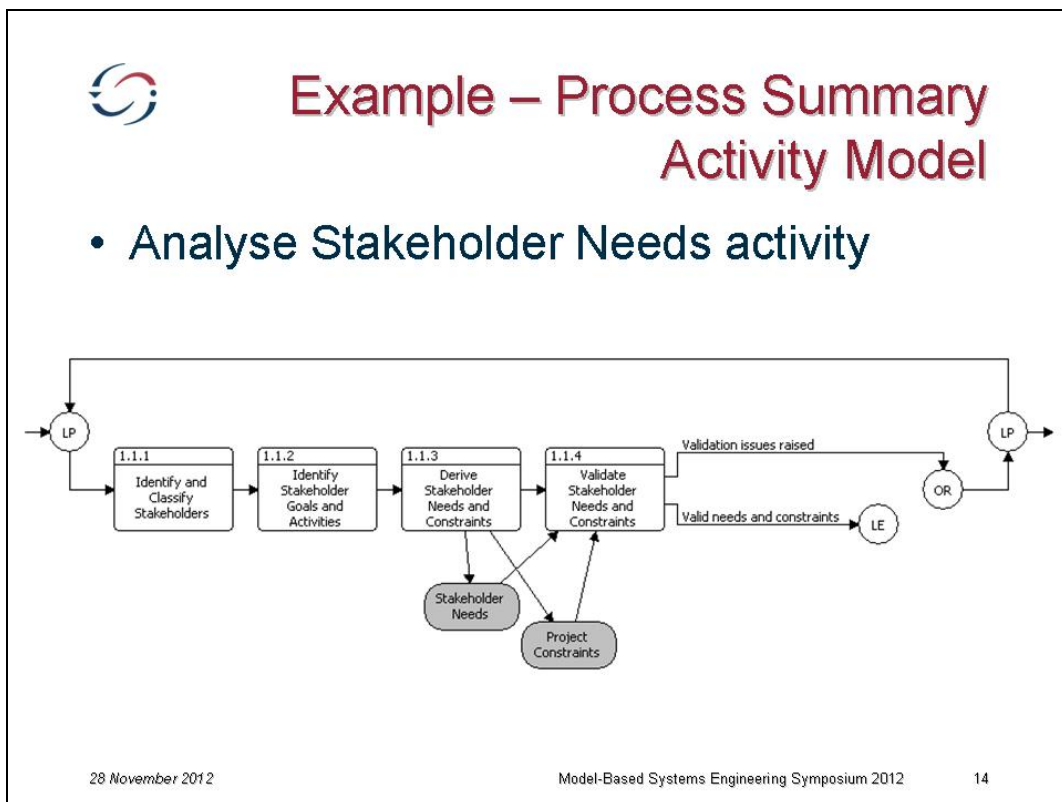 Example – Process Summary
Activity Model
• Analyse Stakeholder Needs activity
LP
LP
1.1.1
Identify and
Classify
Stakeholders
1.1.2
Identify
Stakeholder
Goals and
Activities
1.1.3
Derive
Stakeholder
Needs and
Constraints
1.1.4
Validate
Stakeholder
Needs and
Constraints
Validation issues raised
OR
Valid needs and constraints
LE
Stakeholder
Needs
Project
Constraints
28 November 2012
Model-Based Systems Engineering Symposium 2012
14